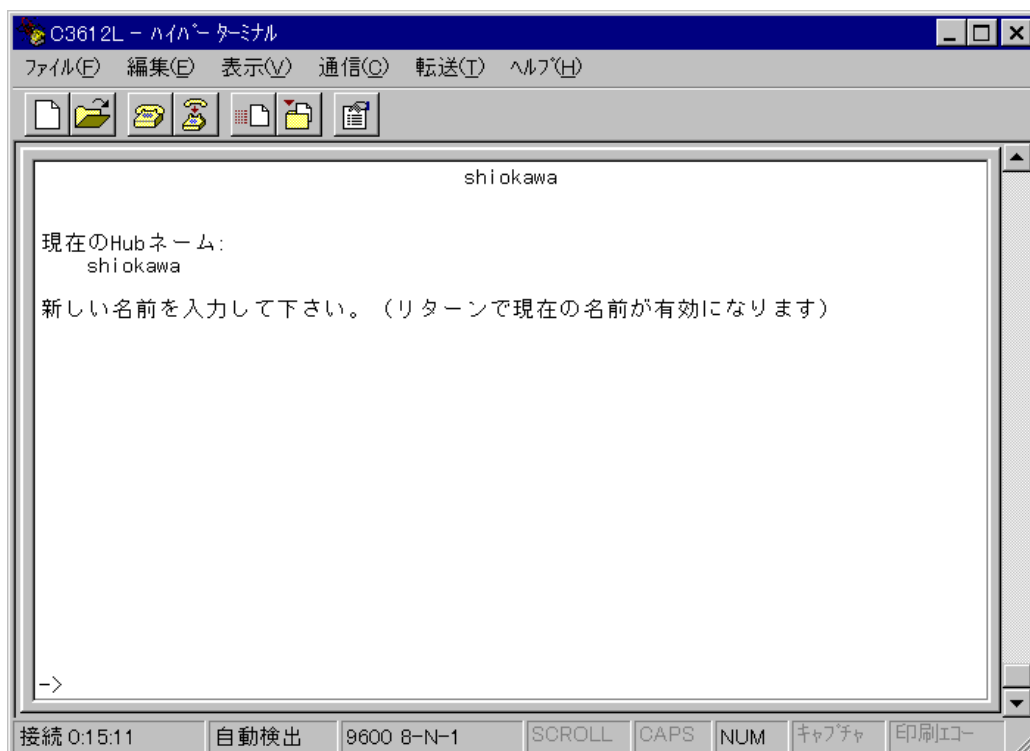 C3612L - ﾊｲﾊﾟｰ ﾀｰﾐﾅﾙ
ﾌｧｲﾙ(F) 編集(E) 表示(V) 通信(C) 転送(T) ﾍﾙﾌﾟ(H)
shiokawa
現在のHubネーム:
shiokawa
新しい名前を入力して下さい。（リターンで現在の名前が有効になります）
->
接続 0:15:11 自動検出 9600 8-N-1 SCROLL CAPS NUM ｷｬﾌﾟﾁｬ 印刷ｴｺｰ